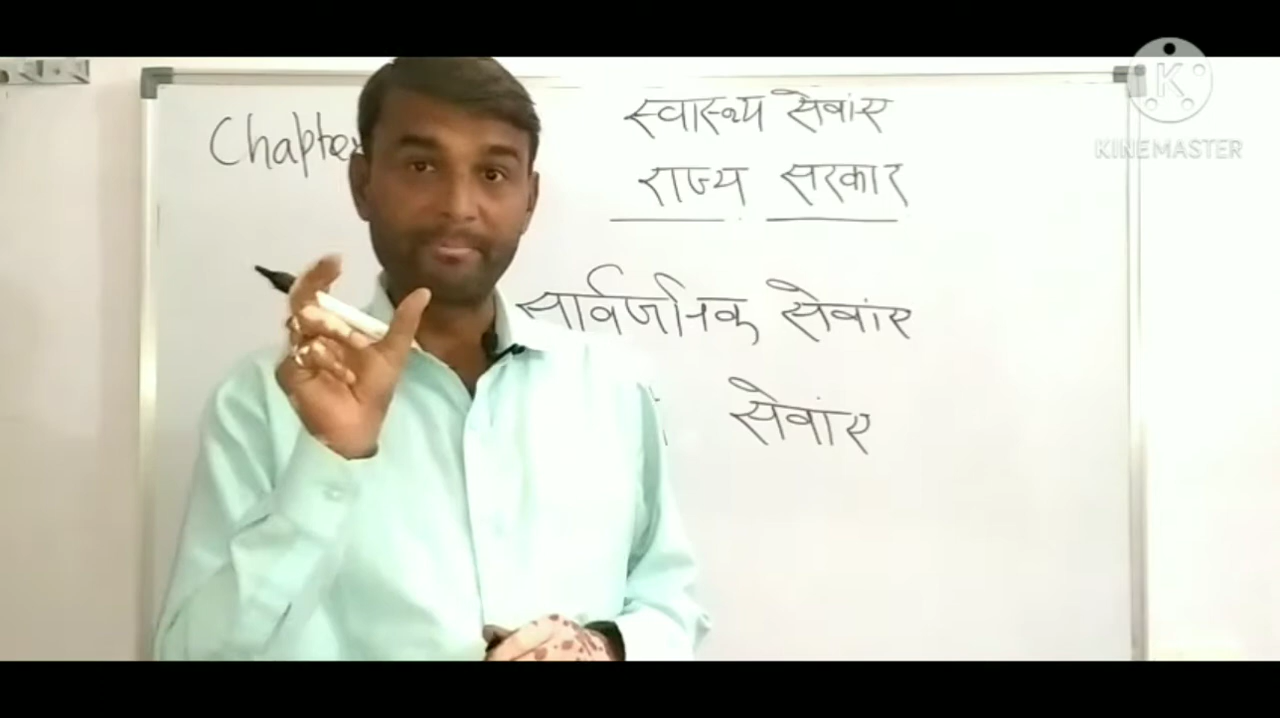 Chapter
स्वास्थ्य सेवांए
राज्य सरकार
सार्वजनिक सेवांए
सेवांए
K
KINEMASTER